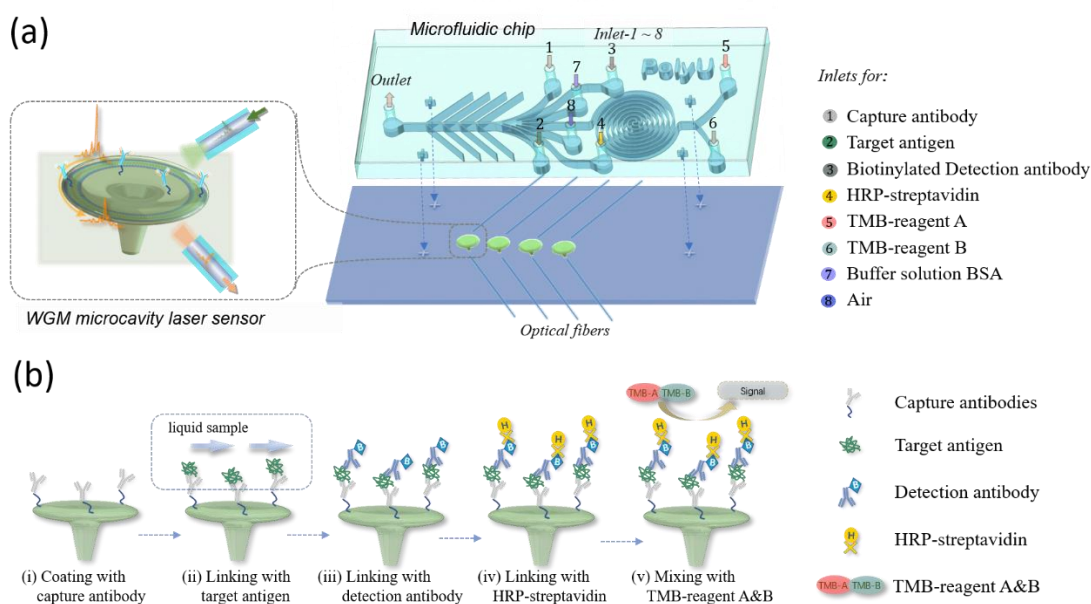 (a)
Microfluidic chip
Inlet-1 ~ 8
1
3
5
7
PolyU
Outlet
8
2
4
6
Inlets for:
1 Capture antibody
2 Target antigen
3 Biotinylated Detection antibody
4 HRP-streptavidin
5 TMB-reagent A
6 TMB-reagent B
7 Buffer solution BSA
8 Air
WGM microcavity laser sensor
Optical fibers
(b)
TMB-A TMB-B
Signal
liquid sample
H
H
H
H
H
H
B
B
B
B
B
B
B
B
B
(i) Coating with
capture antibody
(ii) Linking with
target antigen
(iii) Linking with
detection antibody
(iv) Linking with
HRP-streptavidin
(v) Mixing with
TMB-reagent A&B
Capture antibodies
Target antigen
B
Detection antibody
H
HRP-streptavidin
TMB-A TMB-B
TMB-reagent A&B